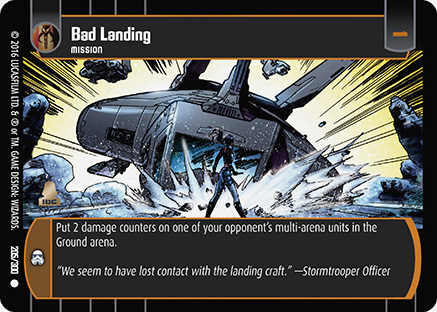 Bad Landing
MISSION
IDC
Put 2 damage counters on one of your opponent's multi-arena units in the
Ground arena.
"We seem to have lost contact with the landing craft." —Stormtrooper Officer
© 2016 LUCASFILM LTD. & ® or TM. GAME DESIGN: WIZARDS.